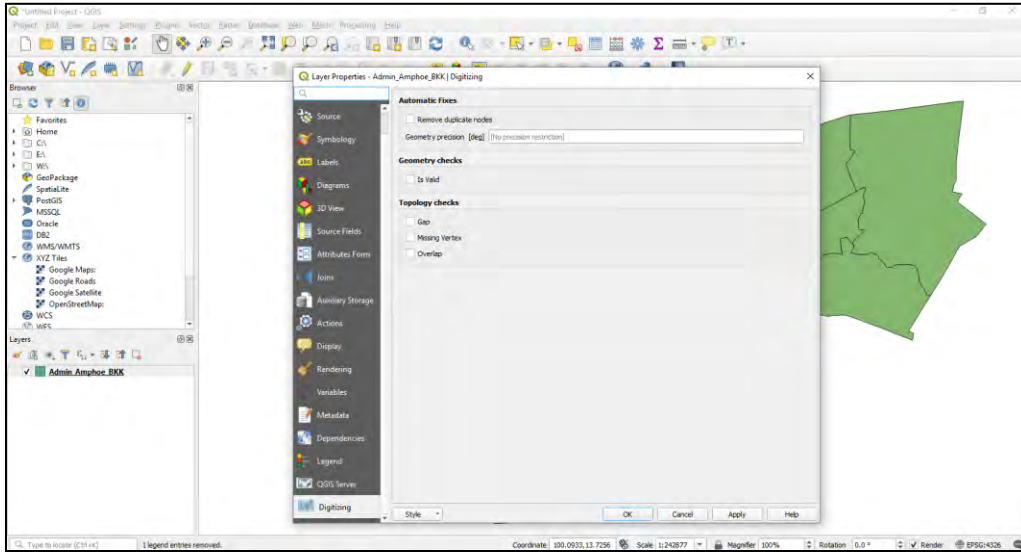 *Untitled Project - QGIS
Project Edit View Layer Settings Plugins Vector Raster Database Web Mesh Processing Help
Browser
Favorites
Home
C:\
E:\
W:\
GeoPackage
SpatiaLite
PostGIS
MSSQL
Oracle
DB2
WMS/WMTS
XYZ Tiles
Google Maps:
Google Roads
Google Satellite
OpenStreetMap:
WCS
WFS
Layers
Admin_Amphoe_BKK
Layer Properties - Admin_Amphoe_BKK | Digitizing
Source
Symbology
Labels
Diagrams
3D View
Source Fields
Attributes Form
Joins
Auxiliary Storage
Actions
Display
Rendering
Variables
Metadata
Dependencies
Legend
QGIS Server
Digitizing
Automatic Fixes
Remove duplicate nodes
Geometry precision [deg] [No precision restriction]
Geometry checks
Is Valid
Topology checks
Gap
Missing Vertex
Overlap
Style OK Cancel Apply Help
Type to locate (Ctrl+K) 1 legend entries removed. Coordinate 100.0933,13.7256 Scale 1:242877 Magnifier 100% Rotation 0.0 ° Render EPSG:4326